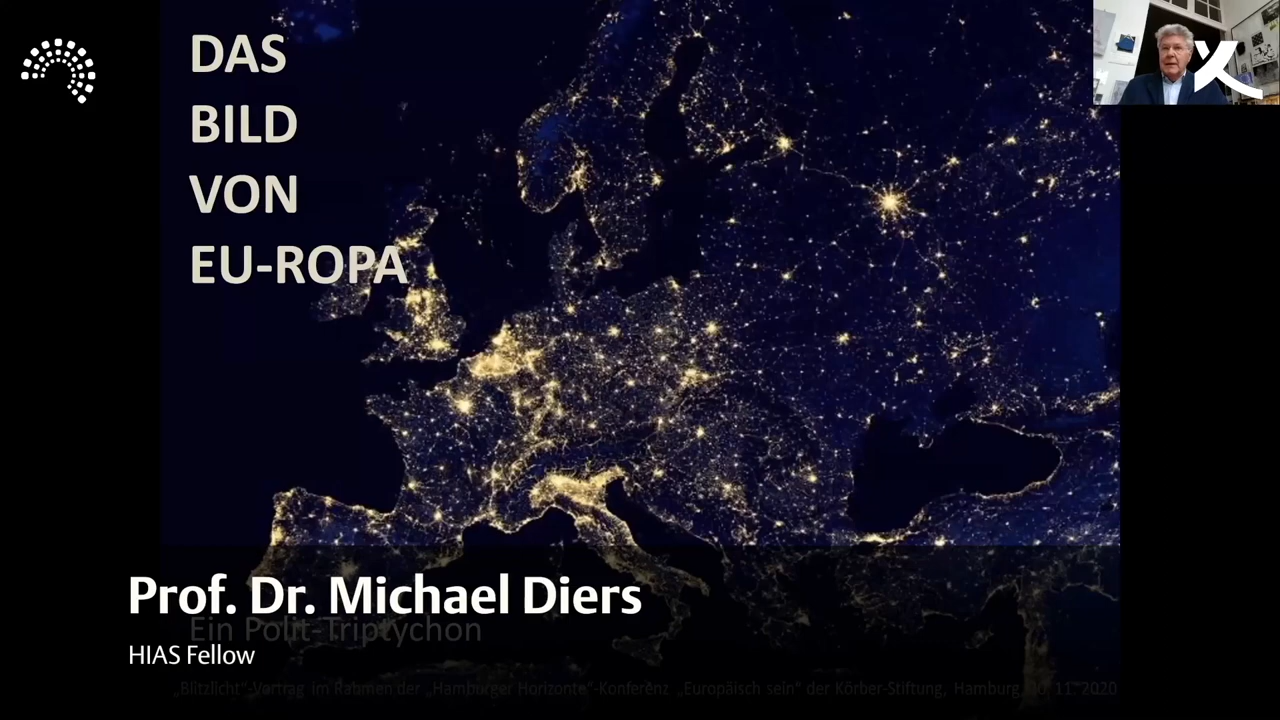 DAS
BILD
VON
EU-ROPA
Prof. Dr. Michael Diers
Ein Polit-Triptychon
HIAS Fellow
„Blitzlicht“-Vortrag im Rahmen der „Hamburger Horizonte“-Konferenz „Europäisch sein“ der Körber-Stiftung, Hamburg 11. 2020